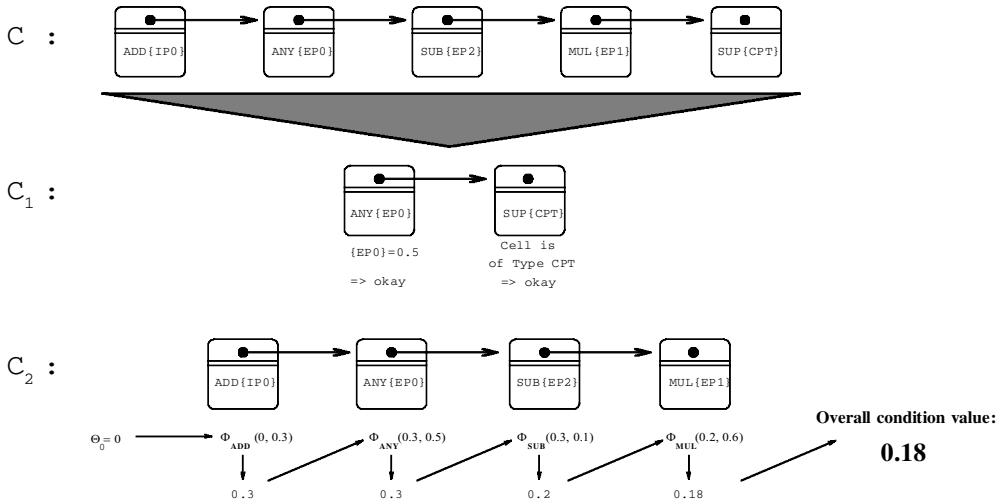 C :
ADD{IP0} ANY{EP0} SUB{EP2} MUL{EP1} SUP{CPT}
C1 :
ANY{EP0} SUP{CPT}
{EP0}=0.5
=> okay
Cell is
of Type CPT
=> okay
C2 :
ADD{IP0} ANY{EP0} SUB{EP2} MUL{EP1}
Overall condition value:
0.18
Θ0 = 0
ΦADD(0, 0.3) ΦANY(0.3, 0.5) ΦSUB(0.3, 0.1) ΦMUL(0.2, 0.6)
0.3 0.3 0.2 0.18